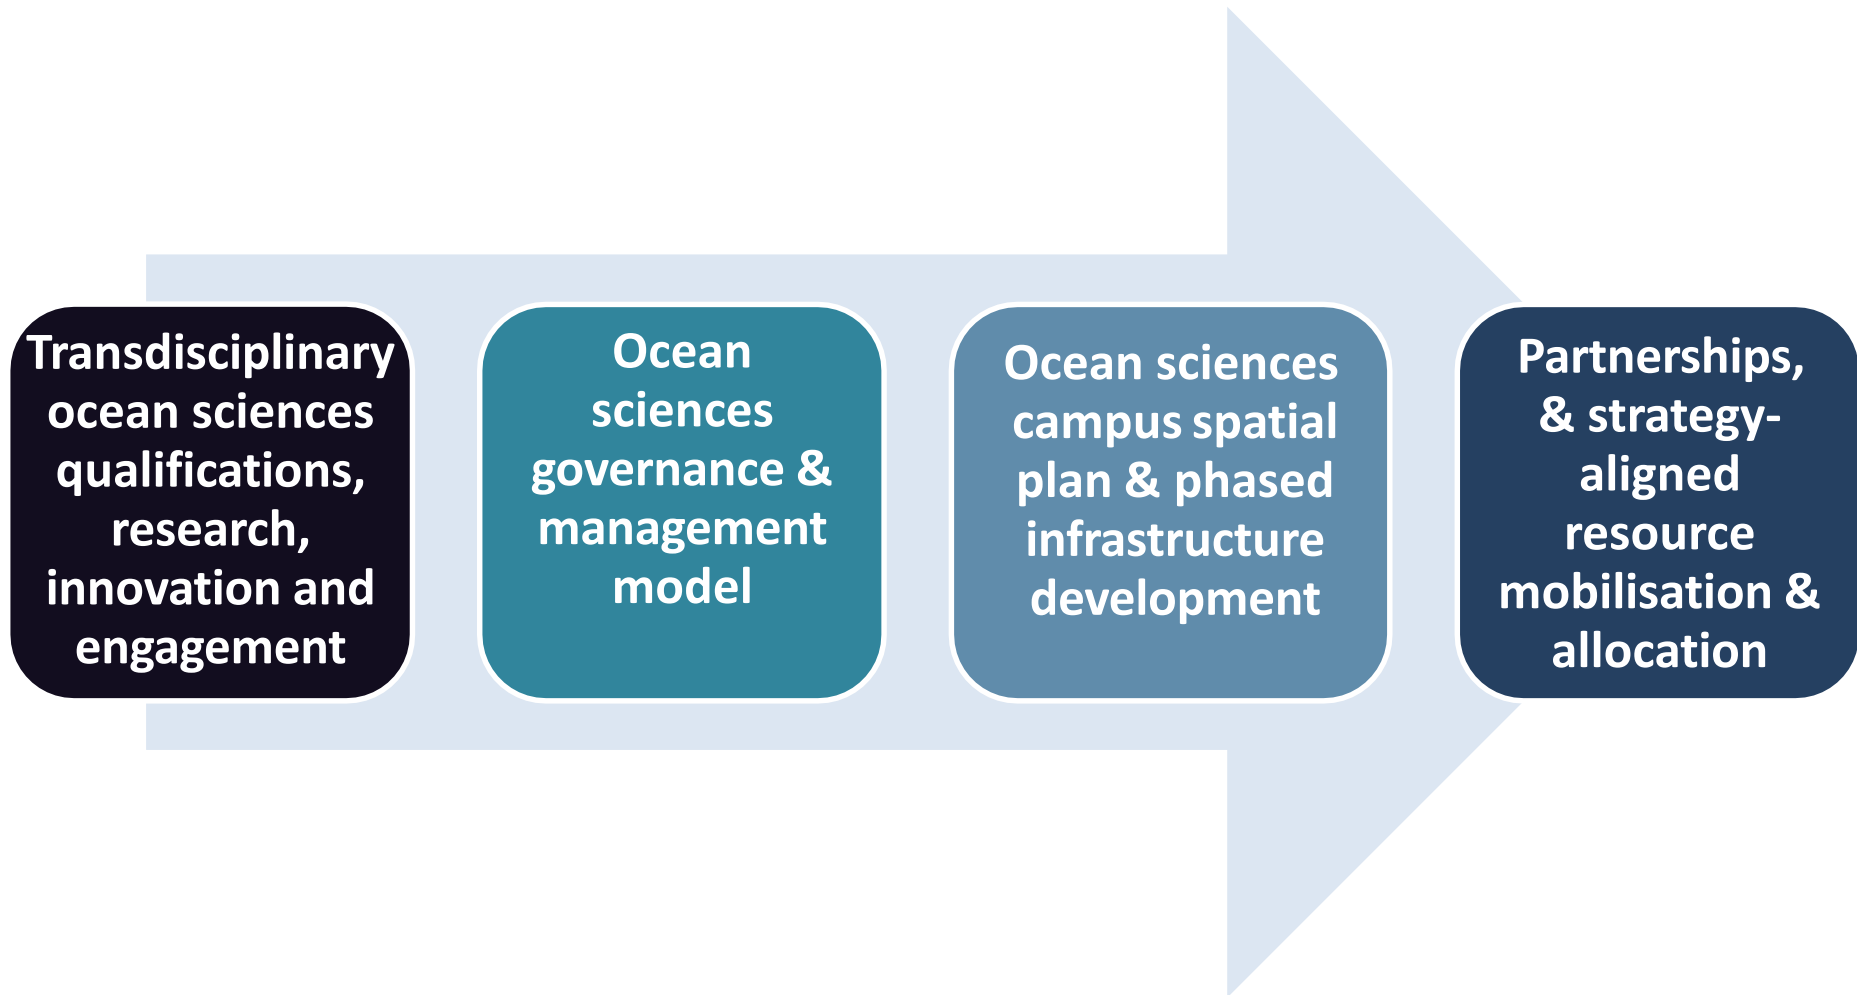 Transdisciplinary
ocean sciences
qualifications,
research,
innovation and
engagement
Ocean
sciences
governance &
management
model
Ocean sciences
campus spatial
plan & phased
infrastructure
development
Partnerships,
& strategy-
aligned
resource
mobilisation &
allocation